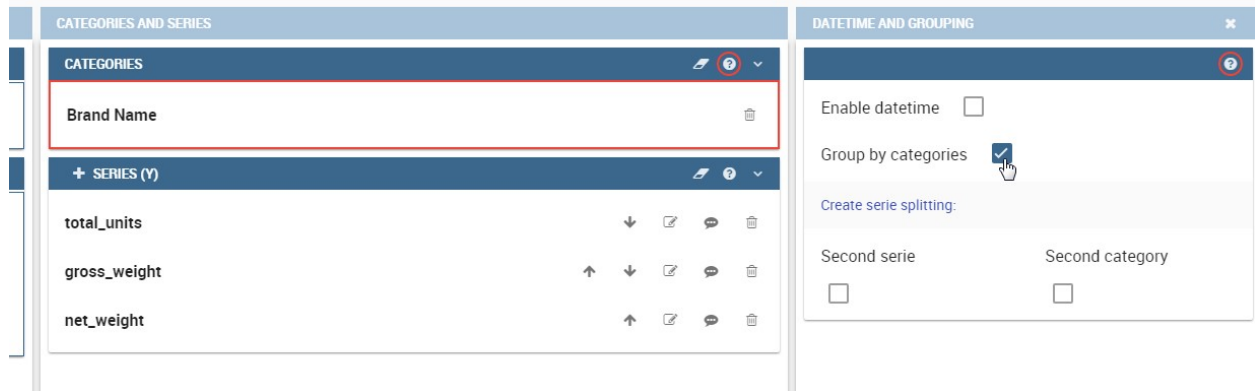 CATEGORIES AND SERIES
CATEGORIES
Brand Name
+ SERIES (Y)
total_units
gross_weight
net_weight
DATETIME AND GROUPING
Enable datetime
Group by categories
Create serie splitting:
Second serie Second category